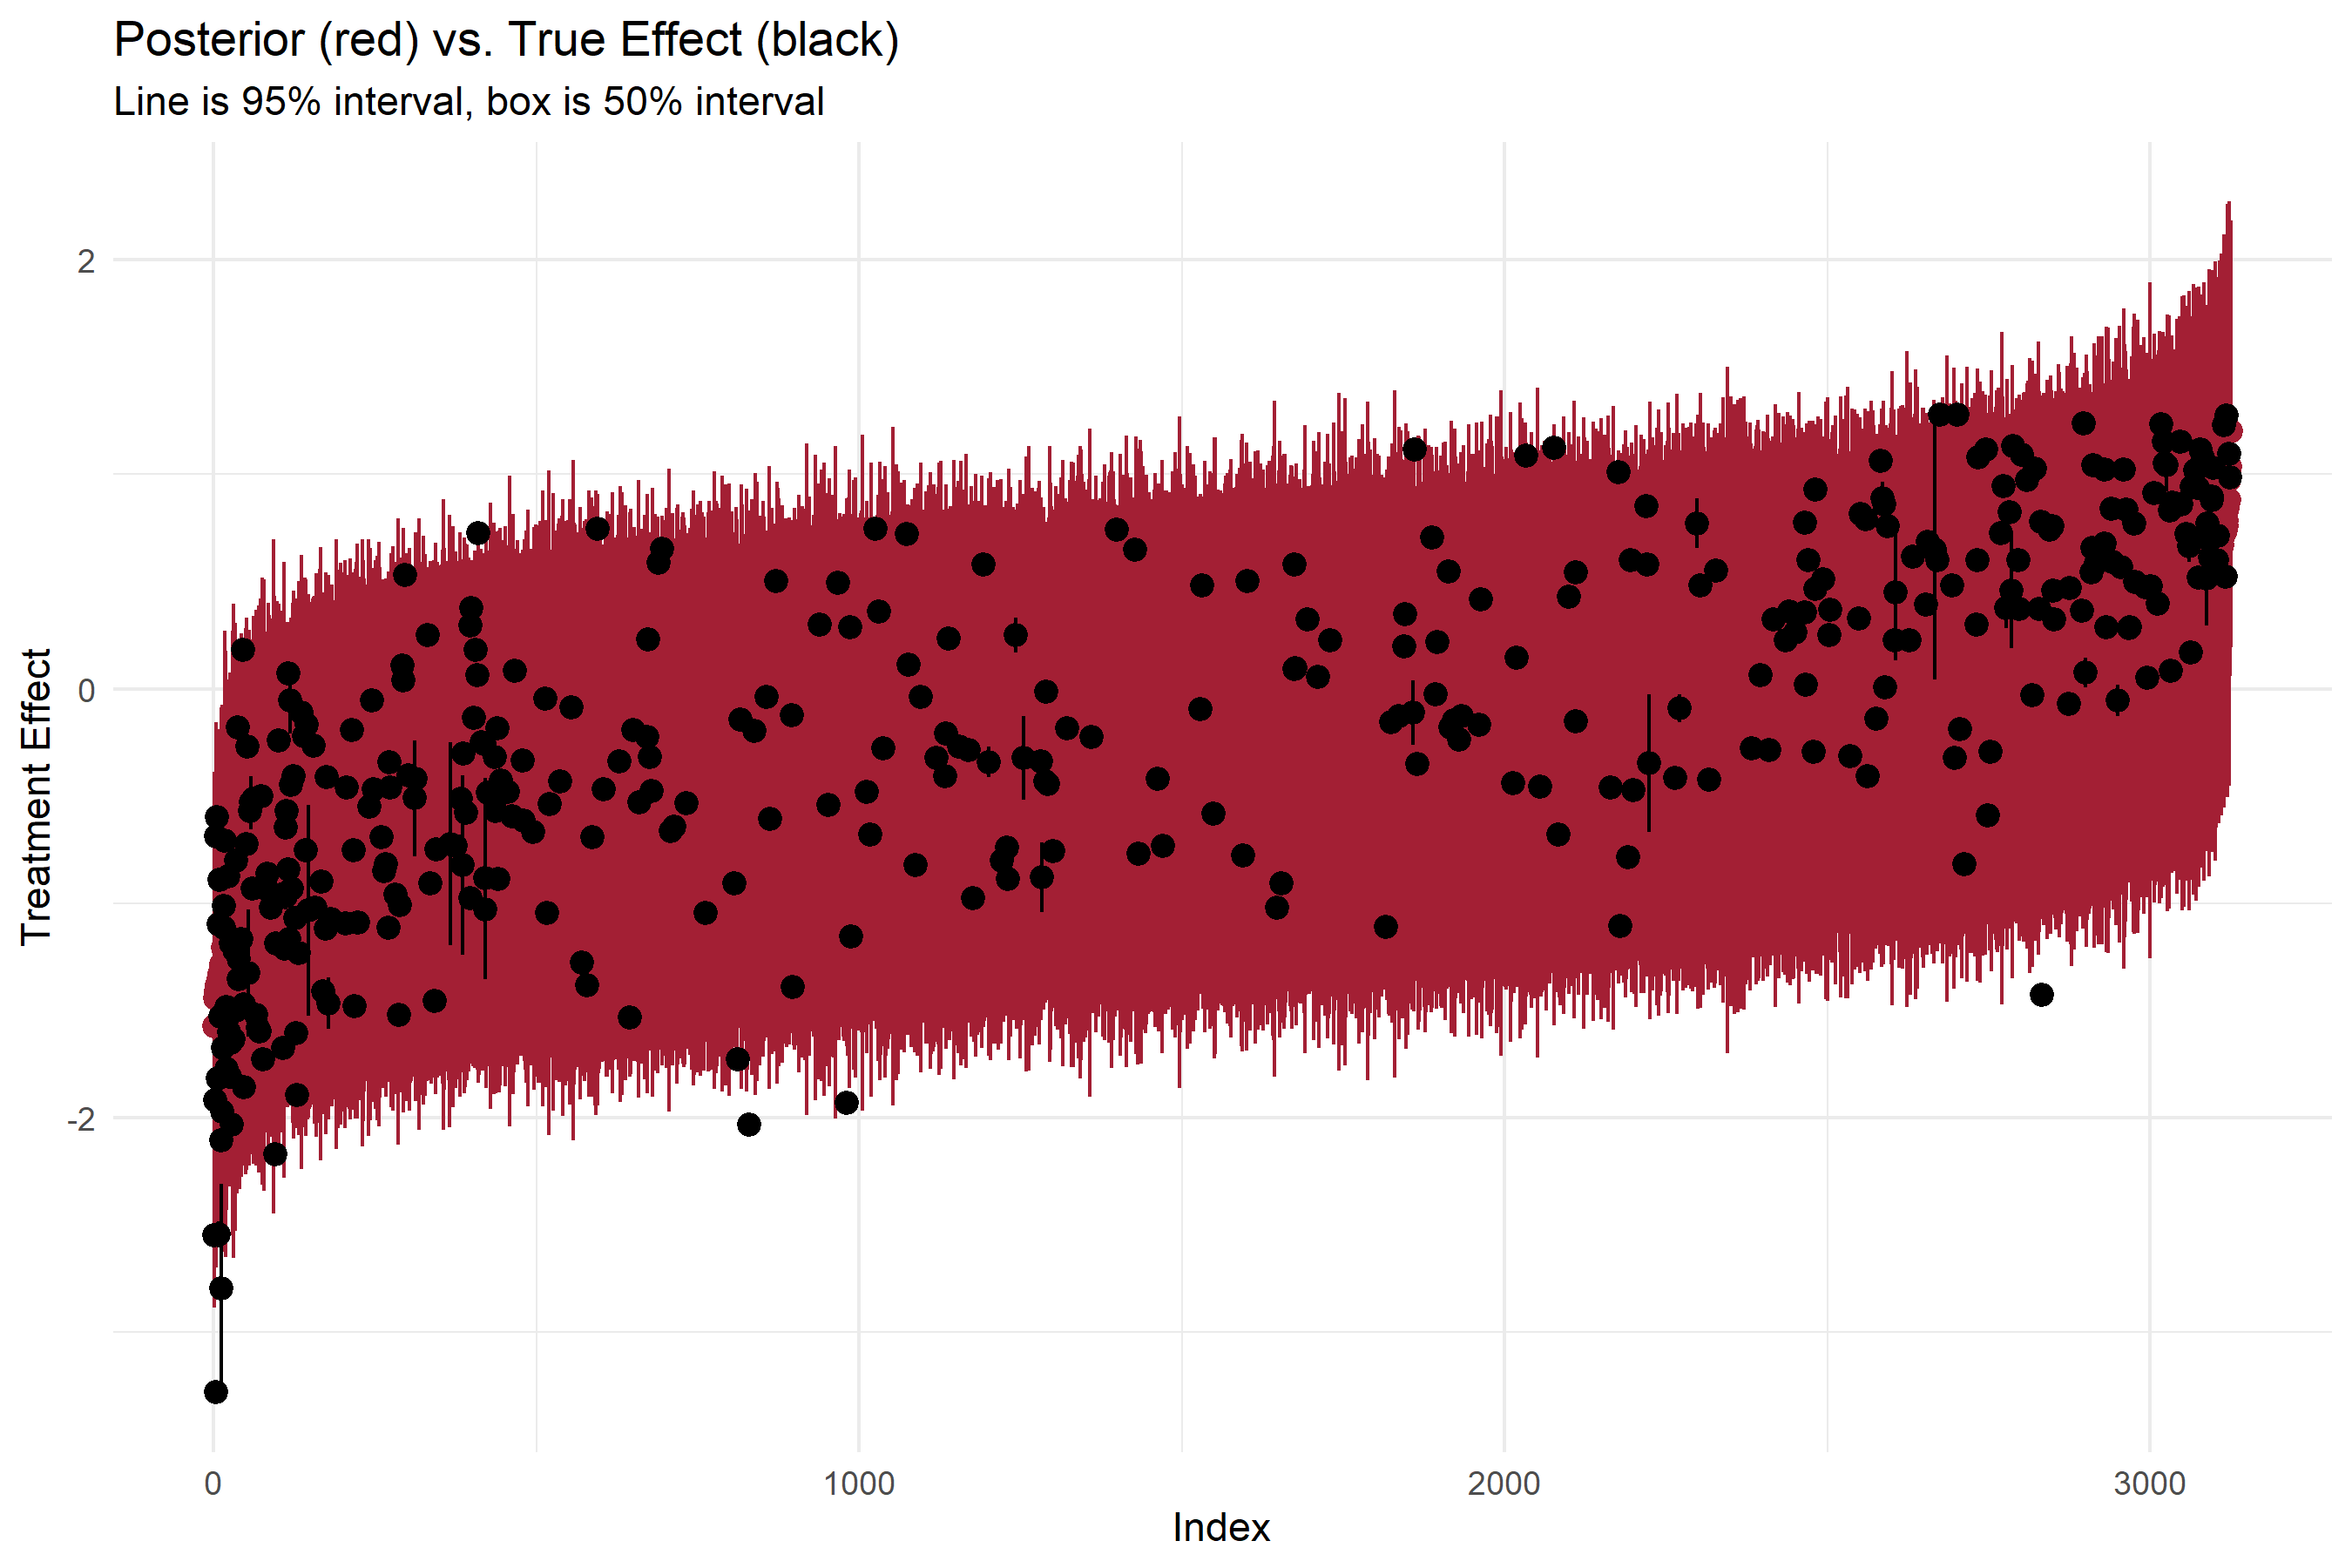 Posterior (red) vs. True Effect (black)
Line is 95% interval, box is 50% interval
Treatment Effect
2
0
-2
0
1000
2000
3000
Index